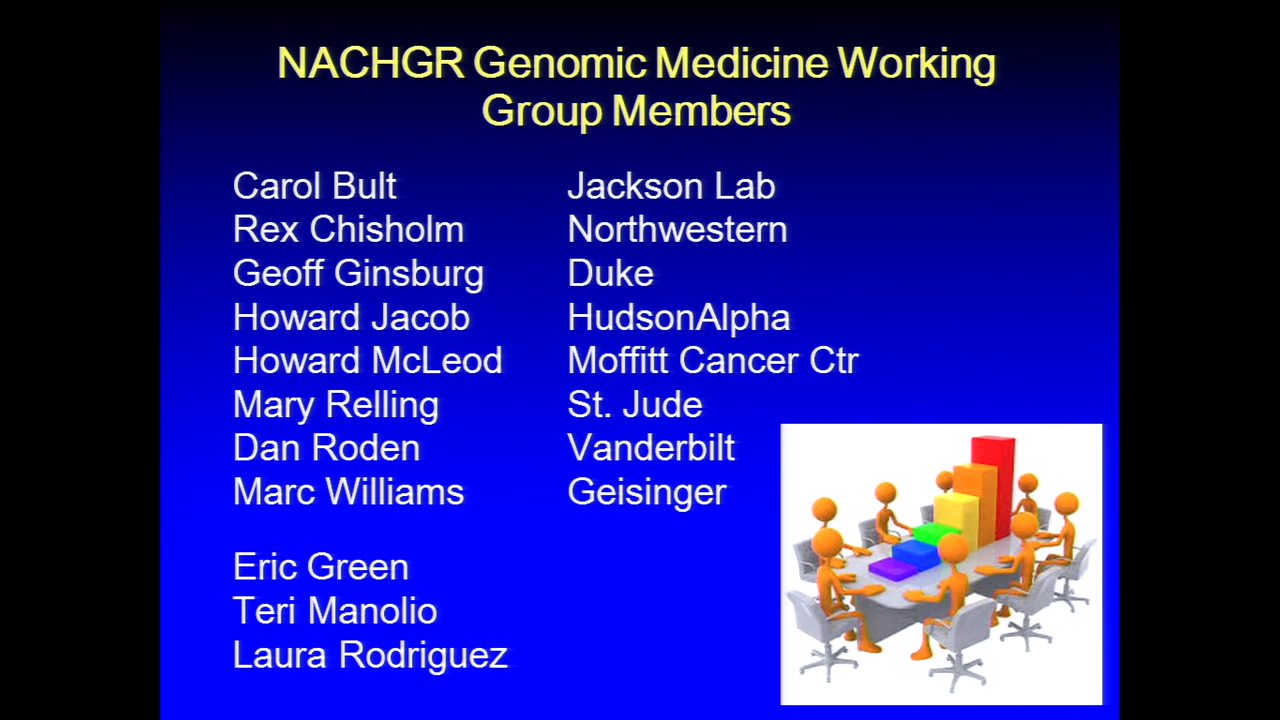 NACHGR Genomic Medicine Working
Group Members
Carol Bult Jackson Lab
Rex Chisholm Northwestern
Geoff Ginsburg Duke
Howard Jacob HudsonAlpha
Howard McLeod Moffitt Cancer Ctr
Mary Relling St. Jude
Dan Roden Vanderbilt
Marc Williams Geisinger
Eric Green
Teri Manolio
Laura Rodriguez